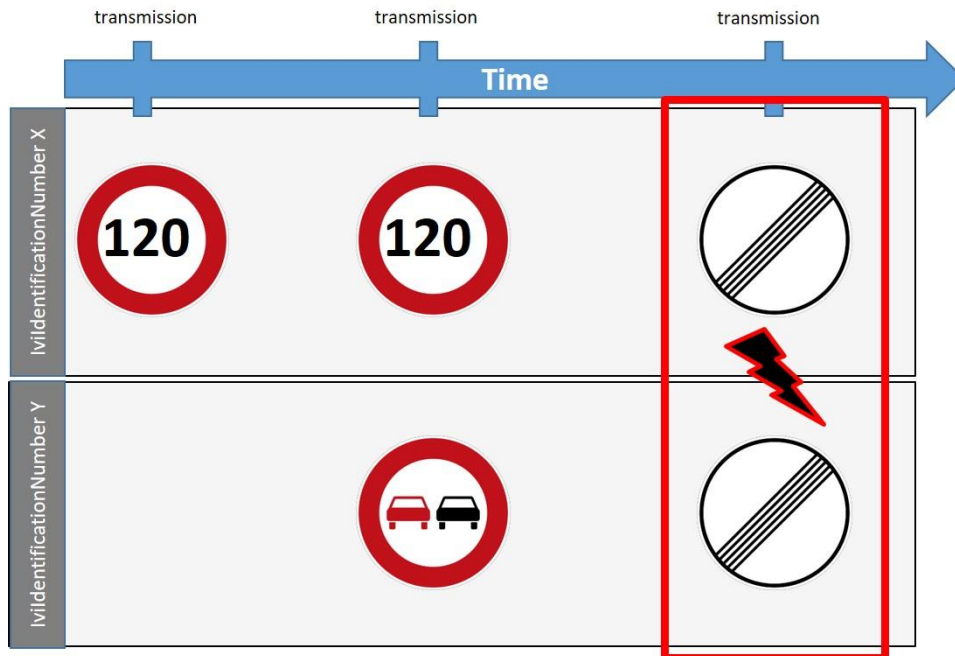 transmission
transmission
transmission
Time
IviIdentificationNumber X
120
120
IviIdentificationNumber Y